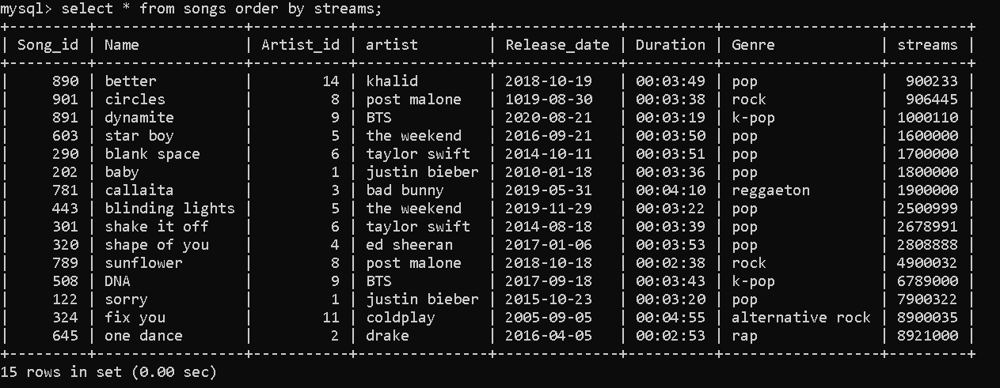 mysql> select * from songs order by streams;
+---------+-----------------+-----------+---------------+--------------+----------+------------------+---------+
| Song_id | Name            | Artist_id | artist        | Release_date | Duration | Genre            | streams |
+---------+-----------------+-----------+---------------+--------------+----------+------------------+---------+
|     890 | better          |        14 | khalid        | 2018-10-19   | 00:03:49 | pop              |  900233 |
|     901 | circles         |         8 | post malone   | 1019-08-30   | 00:03:38 | rock             |  906445 |
|     891 | dynamite        |         9 | BTS           | 2020-08-21   | 00:03:19 | k-pop            | 1000110 |
|     603 | star boy        |         5 | the weekend   | 2016-09-21   | 00:03:50 | pop              | 1600000 |
|     290 | blank space     |         6 | taylor swift  | 2014-10-11   | 00:03:51 | pop              | 1700000 |
|     202 | baby            |         1 | justin bieber | 2010-01-18   | 00:03:36 | pop              | 1800000 |
|     781 | callaita        |         3 | bad bunny     | 2019-05-31   | 00:04:10 | reggaeton        | 1900000 |
|     443 | blinding lights |         5 | the weekend   | 2019-11-29   | 00:03:22 | pop              | 2500999 |
|     301 | shake it off    |         6 | taylor swift  | 2014-08-18   | 00:03:39 | pop              | 2678991 |
|     320 | shape of you    |         4 | ed sheeran    | 2017-01-06   | 00:03:53 | pop              | 2808888 |
|     789 | sunflower       |         8 | post malone   | 2018-10-18   | 00:02:38 | rock             | 4900032 |
|     508 | DNA             |         9 | BTS           | 2017-09-18   | 00:03:43 | k-pop            | 6789000 |
|     122 | sorry           |         1 | justin bieber | 2015-10-23   | 00:03:20 | pop              | 7900322 |
|     324 | fix you         |        11 | coldplay      | 2005-09-05   | 00:04:55 | alternative rock | 8900035 |
|     645 | one dance       |         2 | drake         | 2016-04-05   | 00:02:53 | rap              | 8921000 |
+---------+-----------------+-----------+---------------+--------------+----------+------------------+---------+
15 rows in set (0.00 sec)